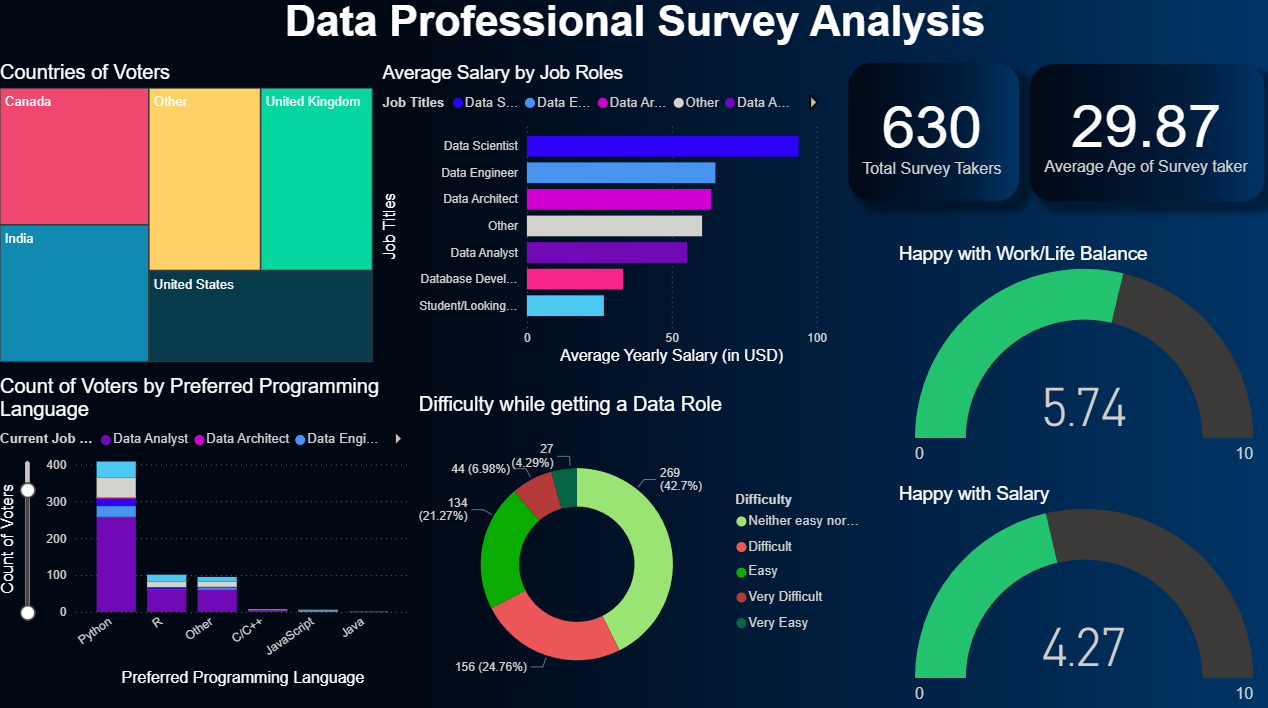 Data Professional Survey Analysis
Countries of Voters
Canada
Other
United Kingdom
India
United States
Average Salary by Job Roles
Job Titles
Data S...
Data E...
Data Ar...
Other
Data A...
Job Titles
Data Scientist
Data Engineer
Data Architect
Other
Data Analyst
Database Devel...
Student/Looking...
0
50
100
Average Yearly Salary (in USD)
630
Total Survey Takers
29.87
Average Age of Survey taker
Happy with Work/Life Balance
5.74
0
10
Count of Voters by Preferred Programming
Language
Current Job ...
Data Analyst
Data Architect
Data Engi...
Count of Voters
400
300
200
100
0
Python
R
Other
C/C++
JavaScript
Java
Preferred Programming Language
Difficulty while getting a Data Role
27
(4.29%)
44 (6.98%)
134
(21.27%)
269
(42.7%)
156 (24.76%)
Difficulty
Neither easy nor...
Difficult
Easy
Very Difficult
Very Easy
Happy with Salary
4.27
0
10